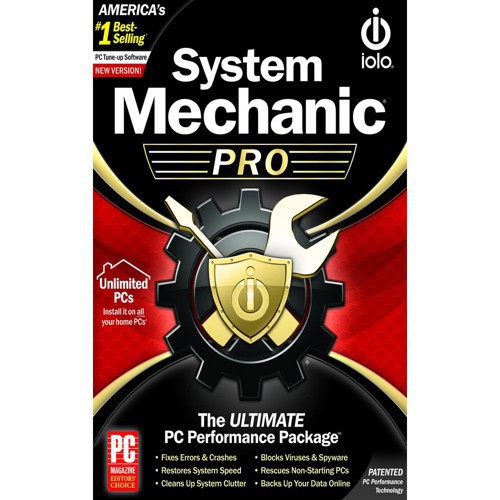 AMERICA's
#1 Best-
Selling*
PC Tune-up Software
NEW VERSION!
iolo®
System
Mechanic®
PRO
Unlimited
PCs
Install it on all
your home PCs*
The ULTIMATE
PC Performance Package™
• Fixes Errors & Crashes
• Restores System Speed
• Cleans Up System Clutter
• Blocks Viruses & Spyware
• Rescues Non-Starting PCs
• Backs Up Your Data Online
PC
MAGAZINE
EDITORS'
CHOICE
PATENTED
PC Performance
Technology